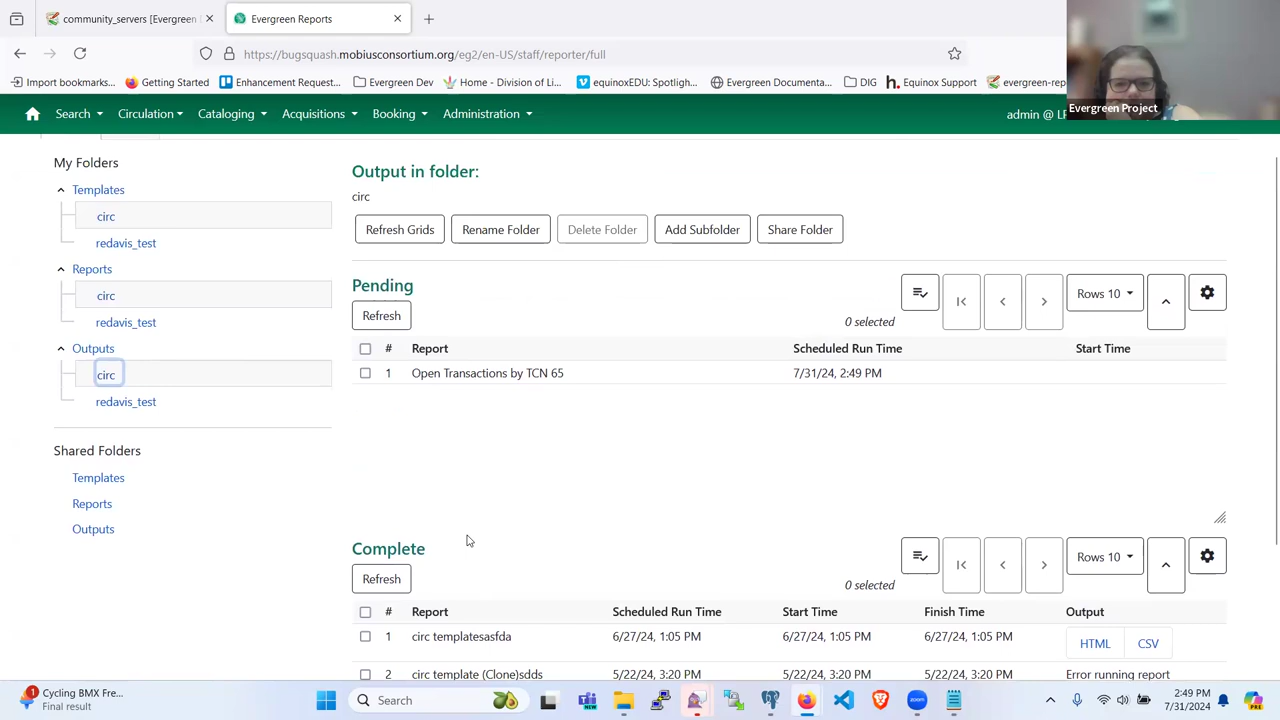 community_servers [Evergreen
Evergreen Reports
https://bugsquash.mobiusconsortium.org/eg2/en-US/staff/reporter/full
Import bookmarks...
Getting Started
Enhancement Request...
Evergreen Dev
Home - Division of Li...
equinoxEDU: Spotligh...
Evergreen Documenta...
DIG
Equinox Support
evergreen-rep
Evergreen Project
Search
Circulation
Cataloging
Acquisitions
Booking
Administration
admin @
My Folders
Templates
circ
redavis_test
Reports
circ
redavis_test
Outputs
circ
redavis_test
Shared Folders
Templates
Reports
Outputs
Output in folder:
circ
Refresh Grids
Rename Folder
Delete Folder
Add Subfolder
Share Folder
Pending
Refresh
0 selected
Rows 10
# Report Scheduled Run Time Start Time
1 Open Transactions by TCN 65 7/31/24, 2:49 PM
Complete
Refresh
0 selected
Rows 10
# Report Scheduled Run Time Start Time Finish Time Output
1 circ templatesasfda 6/27/24, 1:05 PM 6/27/24, 1:05 PM 6/27/24, 1:05 PM HTML CSV
2 circ template (Clone)sdds 5/22/24, 3:20 PM 5/22/24, 3:20 PM 5/22/24, 3:20 PM Error running report
1
Cycling BMX Fre...
Final result
Search
NEW
zoom
2:49 PM
7/31/2024
PRE